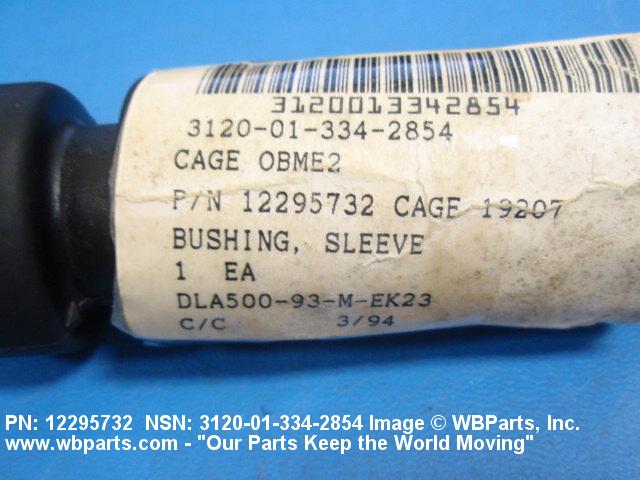 3120013342854
3120-01-334-2854
CAGE OBME2
P/N 12295732 CAGE 19207
BUSHING, SLEEVE
1 EA
DLA500-93-M-EK23
C/C 3/94
PN: 12295732 NSN: 3120-01-334-2854 Image © WBParts, Inc.
www.wbparts.com - "Our Parts Keep the World Moving"